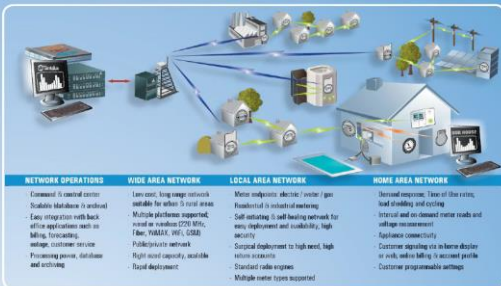 NETWORK OPERATIONS
- Command & control center
- Scalable (database & archive)
- Easy integration with back
office applications such as
billing, forecasting,
outage, customer service
- Processing power, database
and archiving
WIDE AREA NETWORK
- Low cost, long range network
suitable for urban & rural areas
- Multiple platforms supported;
wired or wireless (220 MHz,
Fiber, WiMAX, WiFi, GSM)
- Public/private network
- Right-sized capacity, scalable
- Rapid deployment
LOCAL AREA NETWORK
- Meter endpoints: electric / water / gas
- Residential & industrial metering
- Self-initiating & self-healing network for
easy deployment and availability, high
security
- Surgical deployment to high need, high
return accounts
- Standard radio engines
- Multiple meter types supported
HOME AREA NETWORK
- Demand response, Time of Use rates,
load shedding and cycling
- Interval and on-demand meter reads and
voltage measurement
- Appliance connectivity
- Customer signaling via in-home display
or web, online billing & account profile
- Customer programmable settings